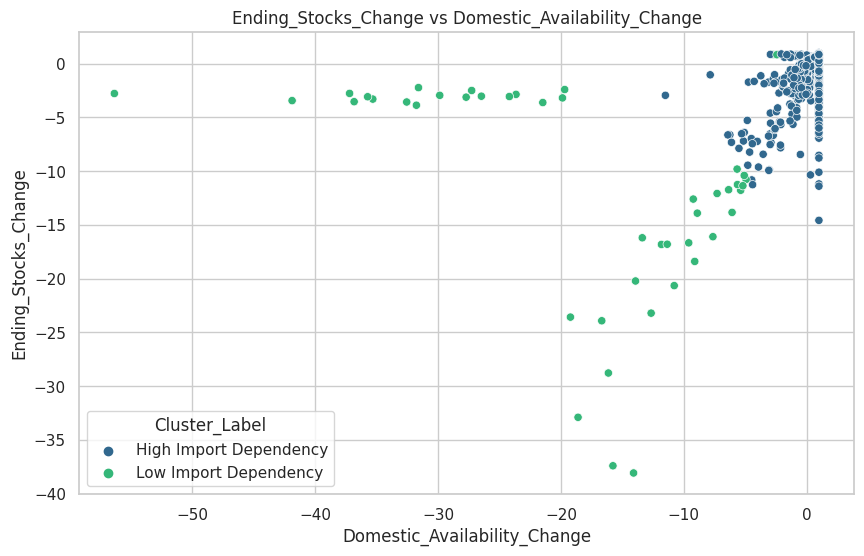 Ending_Stocks_Change vs Domestic_Availability_Change
Ending_Stocks_Change
0
−5
−10
−15
−20
−25
−30
−35
−40
Cluster_Label
High Import Dependency
Low Import Dependency
−50
−40
−30
−20
−10
0
Domestic_Availability_Change